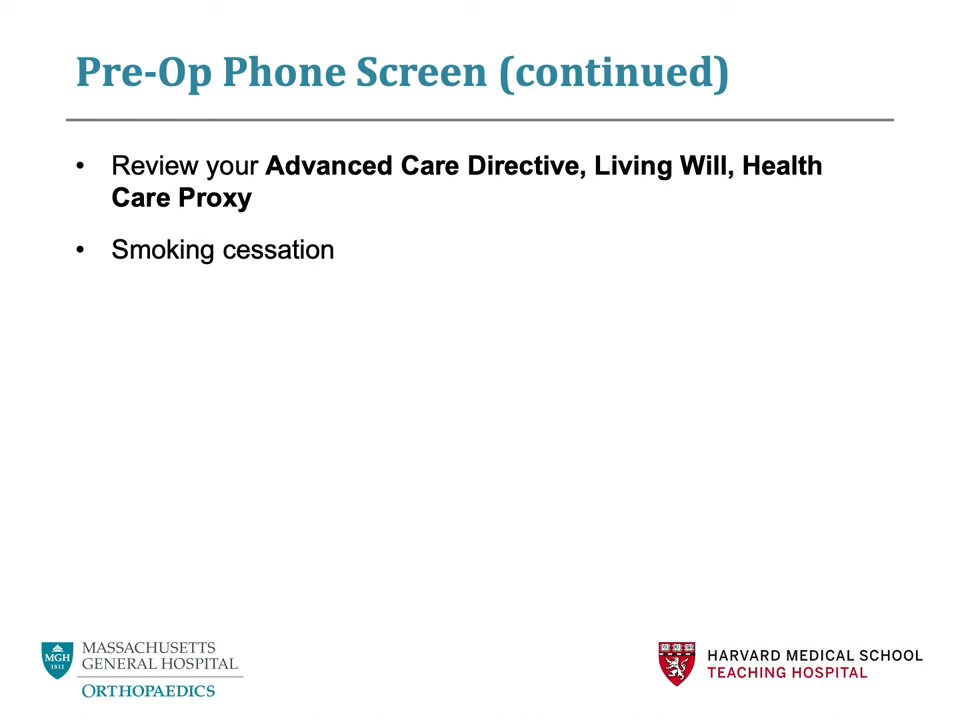 Pre-Op Phone Screen (continued)
• Review your Advanced Care Directive, Living Will, Health
Care Proxy
• Smoking cessation
MGH
1811
MASSACHUSETTS
GENERAL HOSPITAL
ORTHOPAEDICS
HARVARD MEDICAL SCHOOL
TEACHING HOSPITAL